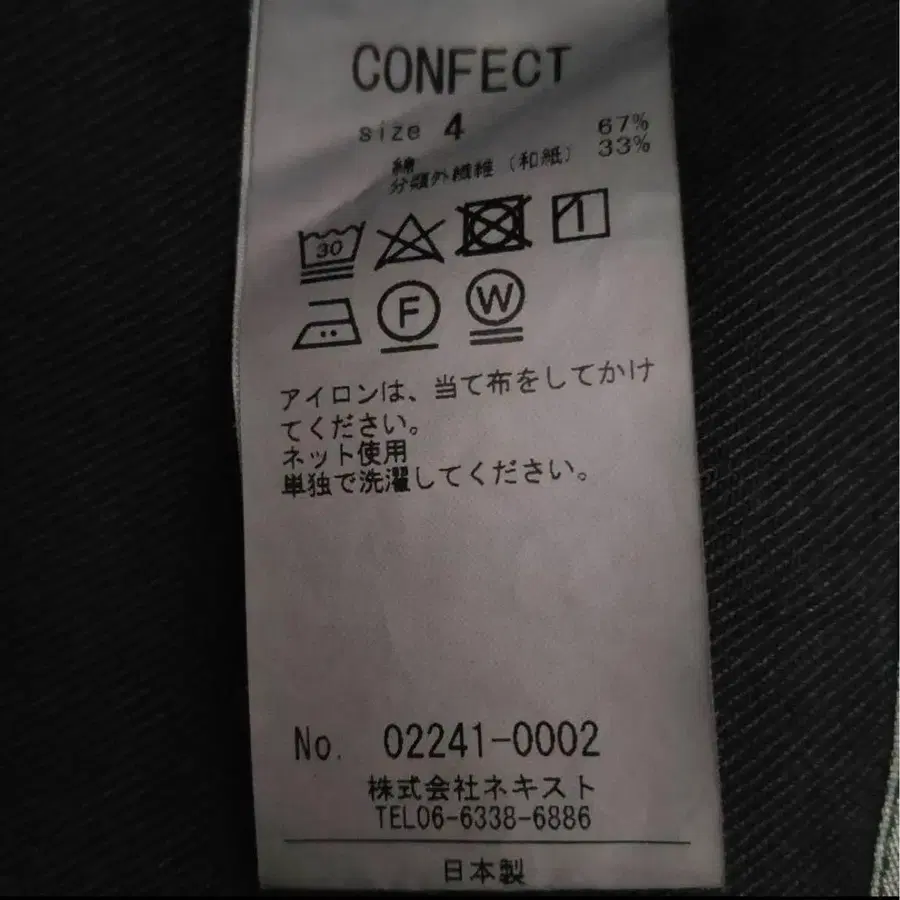 CONFECT
size 4
綿 67%
分類外繊維(和紙) 33%
30
F W
アイロンは、当て布をしてかけ
てください。
ネット使用
単独で洗濯してください。
No. 02241-0002
株式会社ネキスト
TEL06-6338-6886
日本製